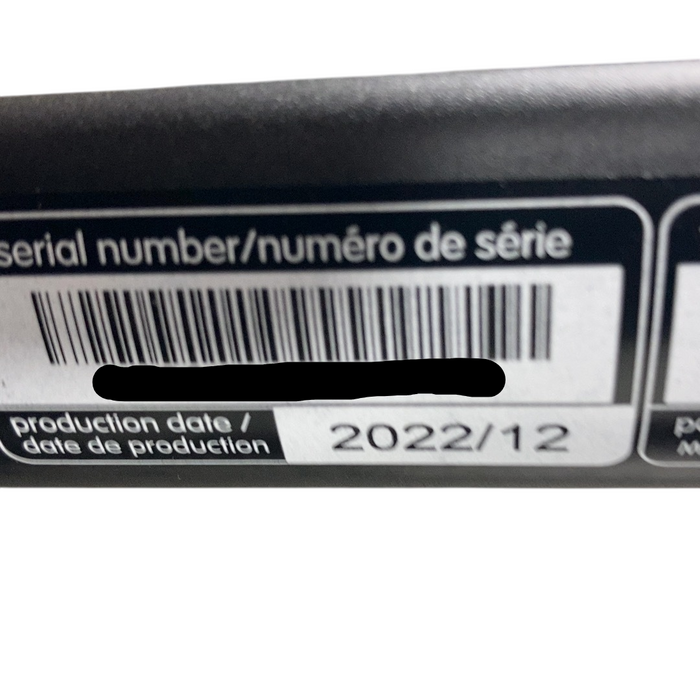 serial number/numéro de série
production date /
date de production
2022/12